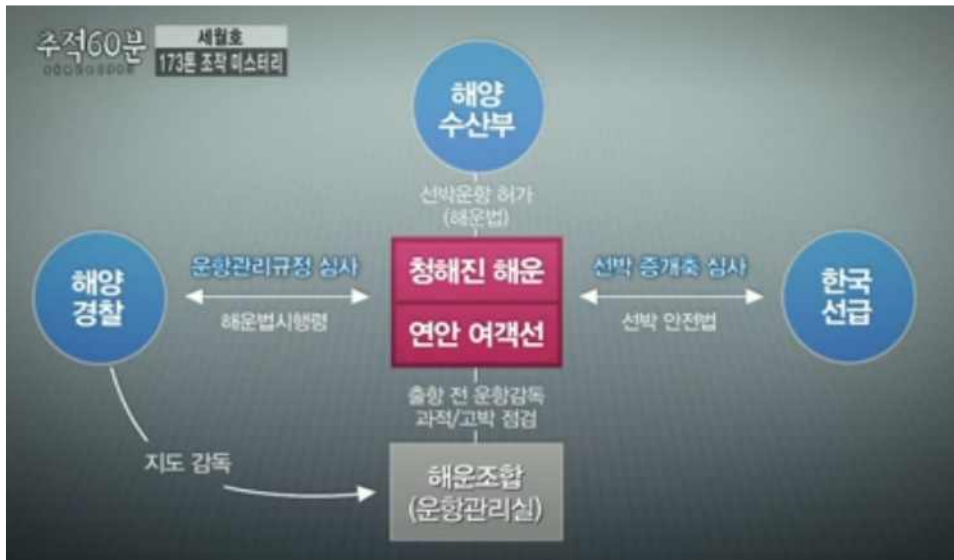 추적60분
세월호
173톤 조작 미스터리
해양
수산부
선박운항 허가
(해운법)
해양
경찰
운항관리규정 심사
해운법시행령
청해진 해운
연안 여객선
선박 증개축 심사
선박 안전법
한국
선급
출항 전 운항감독
과적/고박 점검
지도 감독
해운조합
(운항관리실)